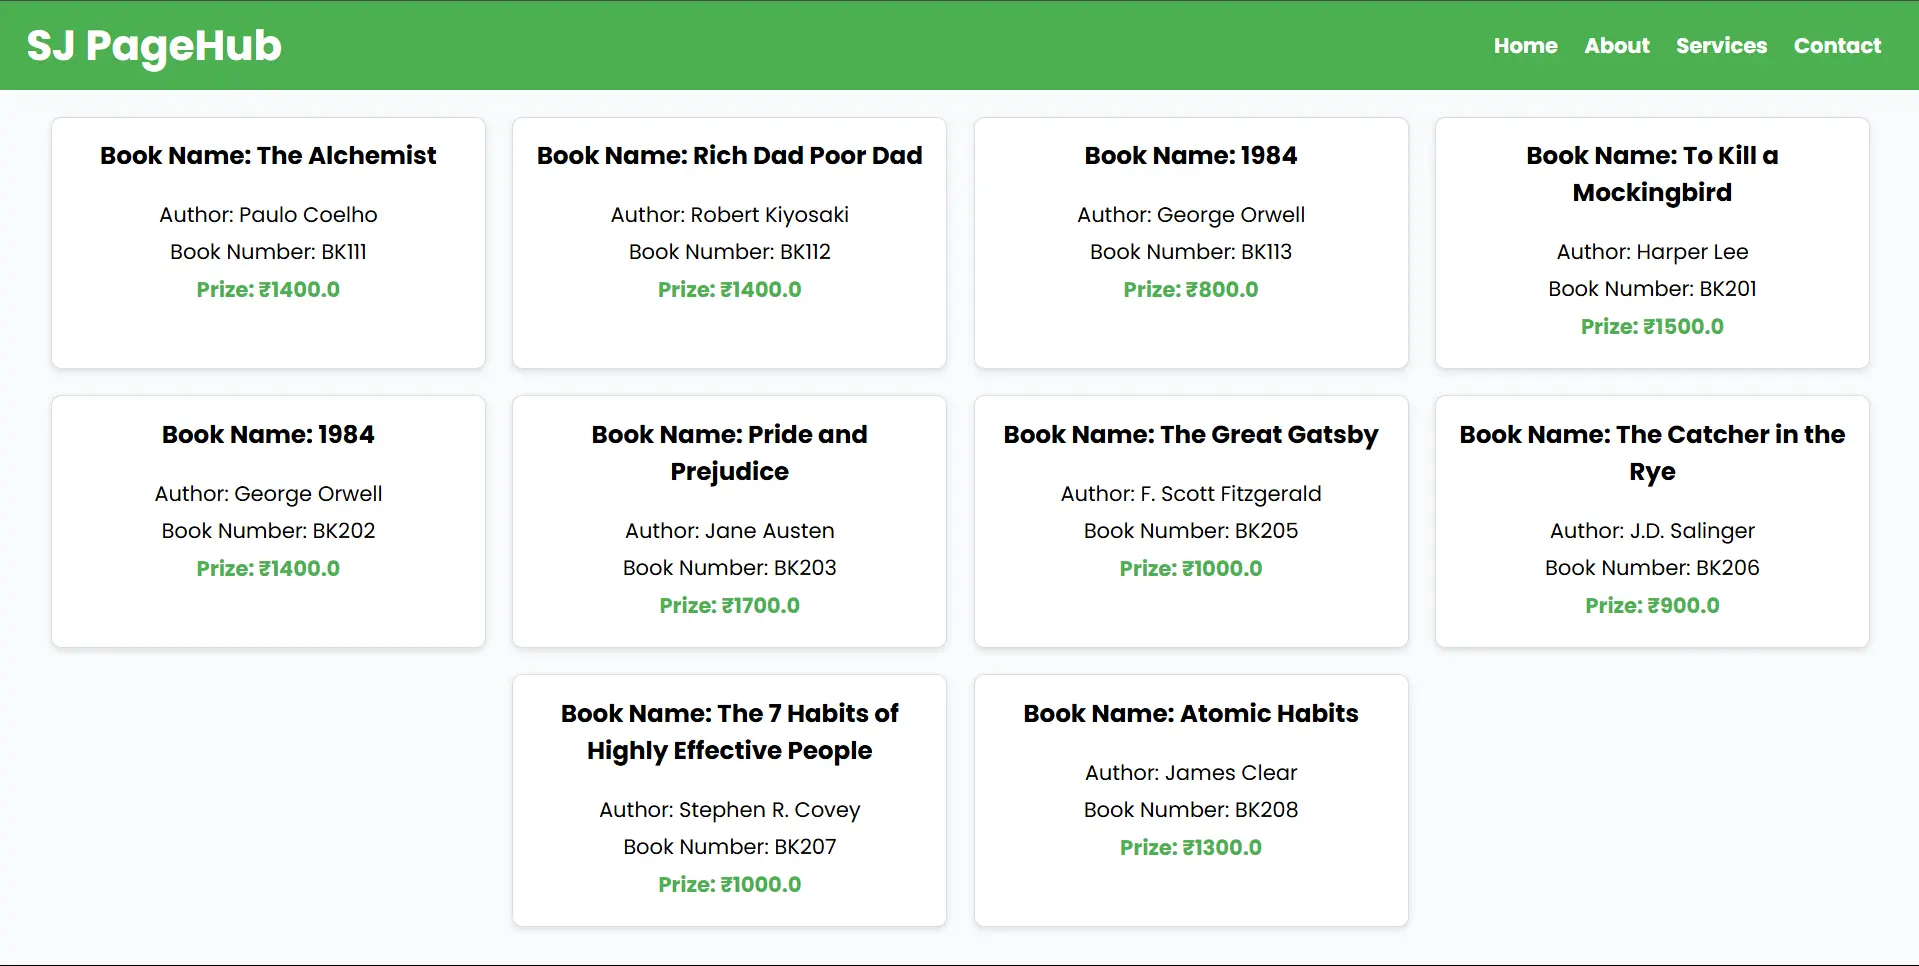 SJ PageHub
Home About Services Contact
Book Name: The Alchemist
Author: Paulo Coelho
Book Number: BK111
Prize: ₹1400.0
Book Name: Rich Dad Poor Dad
Author: Robert Kiyosaki
Book Number: BK112
Prize: ₹1400.0
Book Name: 1984
Author: George Orwell
Book Number: BK113
Prize: ₹800.0
Book Name: To Kill a
Mockingbird
Author: Harper Lee
Book Number: BK201
Prize: ₹1500.0
Book Name: 1984
Author: George Orwell
Book Number: BK202
Prize: ₹1400.0
Book Name: Pride and
Prejudice
Author: Jane Austen
Book Number: BK203
Prize: ₹1700.0
Book Name: The Great Gatsby
Author: F. Scott Fitzgerald
Book Number: BK205
Prize: ₹1000.0
Book Name: The Catcher in the
Rye
Author: J.D. Salinger
Book Number: BK206
Prize: ₹900.0
Book Name: The 7 Habits of
Highly Effective People
Author: Stephen R. Covey
Book Number: BK207
Prize: ₹1000.0
Book Name: Atomic Habits
Author: James Clear
Book Number: BK208
Prize: ₹1300.0